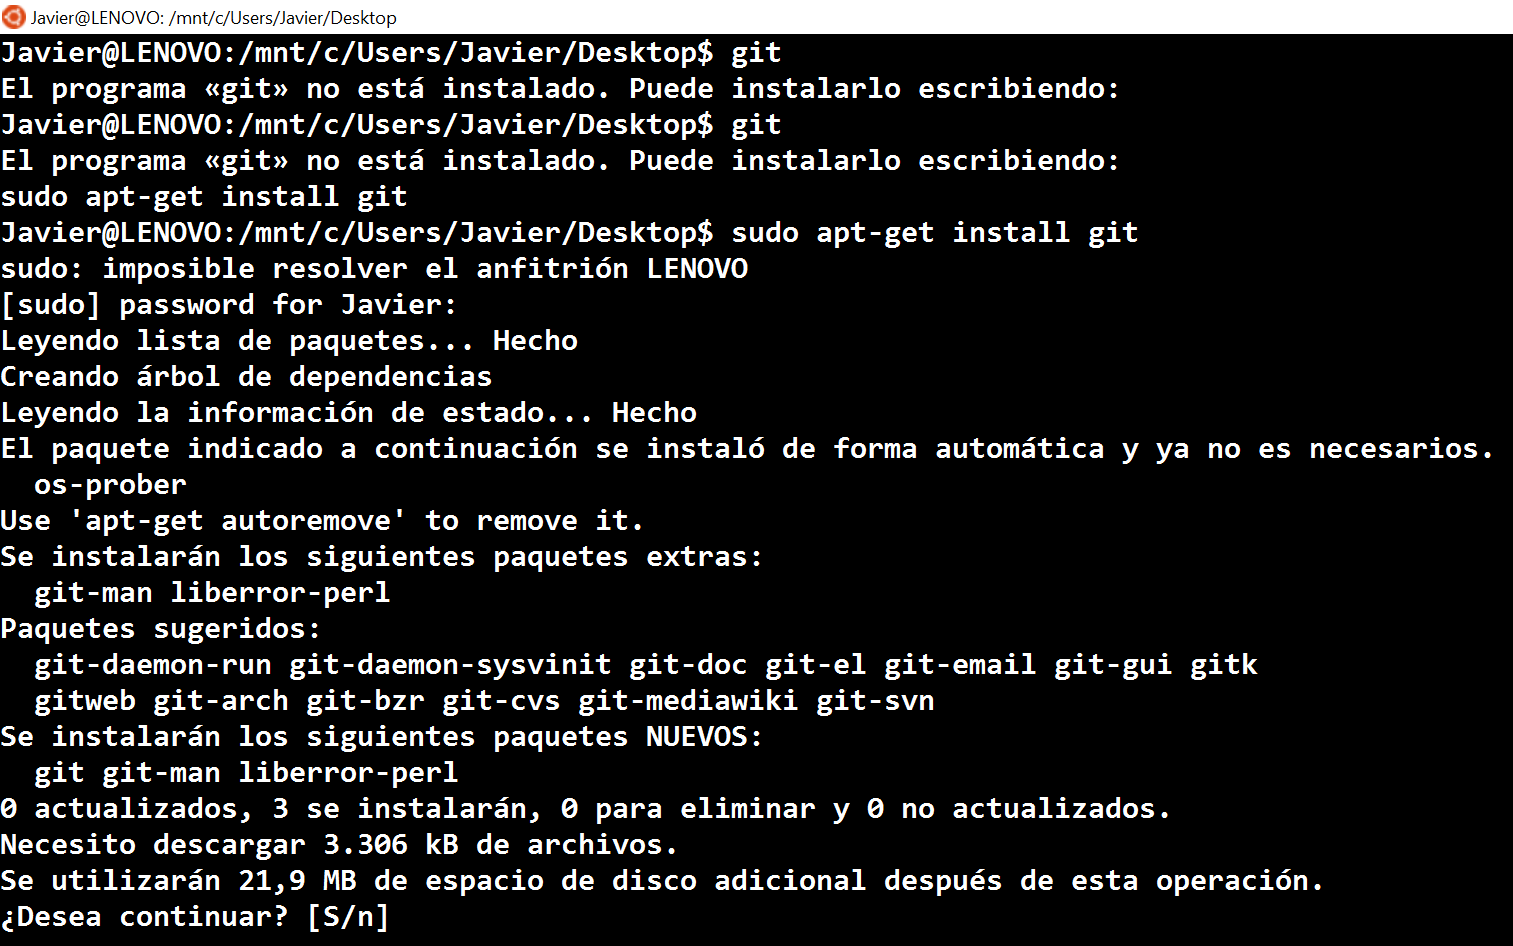 Javier@LENOVO: /mnt/c/Users/Javier/Desktop
Javier@LENOVO:/mnt/c/Users/Javier/Desktop$ git
El programa «git» no está instalado. Puede instalarlo escribiendo:
Javier@LENOVO:/mnt/c/Users/Javier/Desktop$ git
El programa «git» no está instalado. Puede instalarlo escribiendo:
sudo apt-get install git
Javier@LENOVO:/mnt/c/Users/Javier/Desktop$ sudo apt-get install git
sudo: imposible resolver el anfitrión LENOVO
[sudo] password for Javier:
Leyendo lista de paquetes... Hecho
Creando árbol de dependencias
Leyendo la información de estado... Hecho
El paquete indicado a continuación se instaló de forma automática y ya no es necesarios.
  os-prober
Use 'apt-get autoremove' to remove it.
Se instalarán los siguientes paquetes extras:
  git-man liberror-perl
Paquetes sugeridos:
  git-daemon-run git-daemon-sysvinit git-doc git-el git-email git-gui gitk
  gitweb git-arch git-bzr git-cvs git-mediawiki git-svn
Se instalarán los siguientes paquetes NUEVOS:
  git git-man liberror-perl
0 actualizados, 3 se instalarán, 0 para eliminar y 0 no actualizados.
Necesito descargar 3.306 kB de archivos.
Se utilizarán 21,9 MB de espacio de disco adicional después de esta operación.
¿Desea continuar? [S/n]